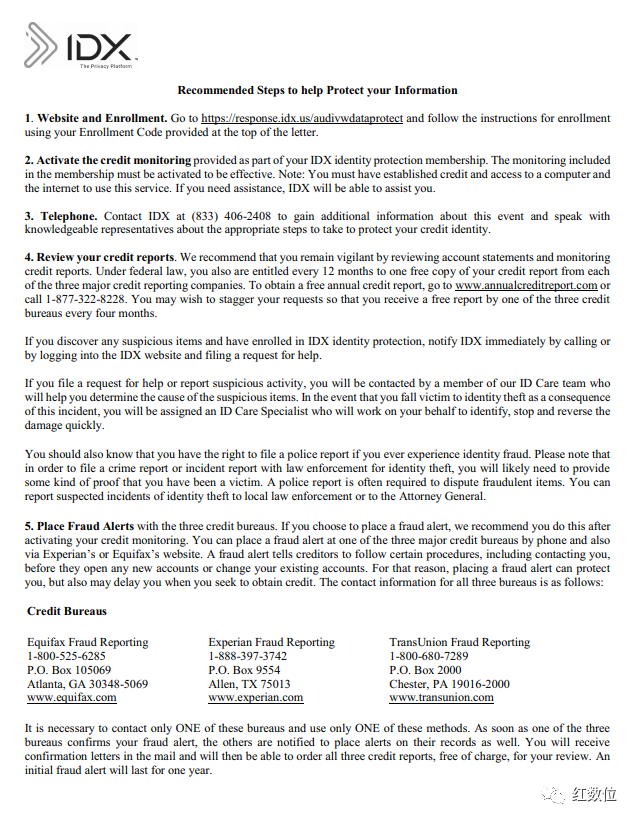 IDX
The Privacy Platform
Recommended Steps to help Protect your Information
1. Website and Enrollment. Go to https://response.idx.us/audivwdataprotect and follow the instructions for enrollment
using your Enrollment Code provided at the top of the letter.
2. Activate the credit monitoring provided as part of your IDX identity protection membership. The monitoring included
in the membership must be activated to be effective. Note: You must have established credit and access to a computer and
the internet to use this service. If you need assistance, IDX will be able to assist you.
3. Telephone. Contact IDX at (833) 406-2408 to gain additional information about this event and speak with
knowledgeable representatives about the appropriate steps to take to protect your credit identity.
4. Review your credit reports. We recommend that you remain vigilant by reviewing account statements and monitoring
credit reports. Under federal law, you also are entitled every 12 months to one free copy of your credit report from each
of the three major credit reporting companies. To obtain a free annual credit report, go to www.annualcreditreport.com or
call 1-877-322-8228. You may wish to stagger your requests so that you receive a free report by one of the three credit
bureaus every four months.
If you discover any suspicious items and have enrolled in IDX identity protection, notify IDX immediately by calling or
by logging into the IDX website and filing a request for help.
If you file a request for help or report suspicious activity, you will be contacted by a member of our ID Care team who
will help you determine the cause of the suspicious items. In the event that you fall victim to identity theft as a consequence
of this incident, you will be assigned an ID Care Specialist who will work on your behalf to identify, stop and reverse the
damage quickly.
You should also know that you have the right to file a police report if you ever experience identity fraud. Please note that
in order to file a crime report or incident report with law enforcement for identity theft, you will likely need to provide
some kind of proof that you have been a victim. A police report is often required to dispute fraudulent items. You can
report suspected incidents of identity theft to local law enforcement or to the Attorney General.
5. Place Fraud Alerts with the three credit bureaus. If you choose to place a fraud alert, we recommend you do this after
activating your credit monitoring. You can place a fraud alert at one of the three major credit bureaus by phone and also
via Experian's or Equifax's website. A fraud alert tells creditors to follow certain procedures, including contacting you,
before they open any new accounts or change your existing accounts. For that reason, placing a fraud alert can protect
you, but also may delay you when you seek to obtain credit. The contact information for all three bureaus is as follows:
Credit Bureaus
Equifax Fraud Reporting
1-800-525-6285
P.O. Box 105069
Atlanta, GA 30348-5069
www.equifax.com
Experian Fraud Reporting
1-888-397-3742
P.O. Box 9554
Allen, TX 75013
www.experian.com
TransUnion Fraud Reporting
1-800-680-7289
P.O. Box 2000
Chester, PA 19016-2000
www.transunion.com
It is necessary to contact only ONE of these bureaus and use only ONE of these methods. As soon as one of the three
bureaus confirms your fraud alert, the others are notified to place alerts on their records as well. You will receive
confirmation letters in the mail and will then be able to order all three credit reports, free of charge, for your review. An
initial fraud alert will last for one year.
红数位